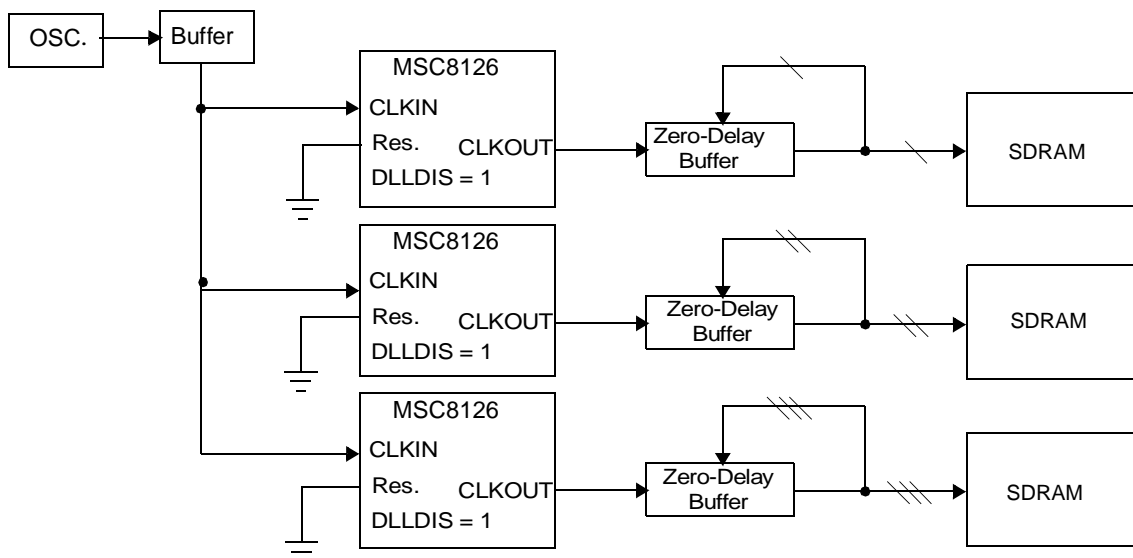 OSC.
Buffer
MSC8126
CLKIN
Res.
CLKOUT
DLLDIS = 1
Zero-Delay
Buffer
SDRAM
MSC8126
CLKIN
Res.
CLKOUT
DLLDIS = 1
Zero-Delay
Buffer
SDRAM
MSC8126
CLKIN
Res.
CLKOUT
DLLDIS = 1
Zero-Delay
Buffer
SDRAM